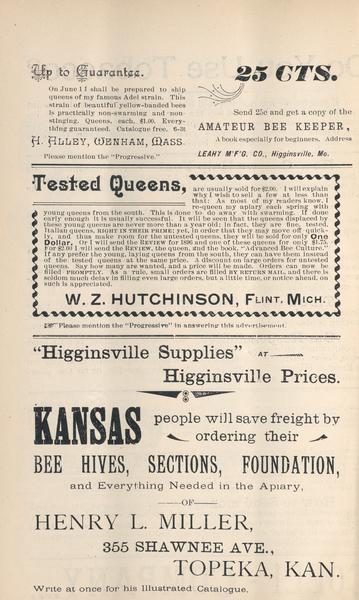 Up to Guarantee.
On June 1 I shall be prepared to ship
queens of my famous Adel strain. This
strain of beautiful yellow-banded bees
is practically non-swarming and non-
stinging. Queens, each, $1.00. Every-
thing guaranteed. Catalogue free. 6-3t
H. ALLEY, WENHAM, MASS.
Please mention the "Progressive."
25 CTS.
Send 25c and get a copy of the
AMATEUR BEE KEEPER,
A book especially for beginners. Address
LEAHY M'F'G. CO., Higginsville, Mo.
Tested Queens,
are usually sold for $2.00. I will explain
why I wish to sell a few at less than
that: As most of my readers know, I
re-queen my apiary each spring with
young queens from the south. This is done to do away with swarming. If done
early enough it is usually successful. It will be seen that the queens displaced by
these young queens are never more than a year old; in fact, they are fine, tested,
Italian queens, RIGHT IN THEIR PRIME; yet, in order that they may move off quick-
ly, and thus make room for the untested queens, they will be sold for only One
Dollar. Or I will send the REVIEW for 1896 and one of these queens for only $1.75.
For $2.00 I will send the REVIEW, the queen, and the book, "Advanced Bee Culture."
If any prefer the young, laying queens from the south, they can have them instead of
the tested queens at the same price. A discount on large orders for untested
queens. Say how many are wanted, and a price will be made. Orders can now be
filled PROMPTLY. As a rule, small orders are filled BY RETURN MAIL, and there is
seldom much delay in filling even large orders, but a little time, or notice ahead, on
such is appreciated.
W. Z. HUTCHINSON, FLINT, MICH.
☞Please mention the "Progressive" in answering this advertisement.
"Higginsville Supplies" AT
Higginsville Prices.
KANSAS people will save freight by
ordering their
BEE HIVES, SECTIONS, FOUNDATION,
and Everything Needed in the Apiary,
—OF—
HENRY L. MILLER,
355 SHAWNEE AVE.,
TOPEKA, KAN.
Write at once for his Illustrated Catalogue.